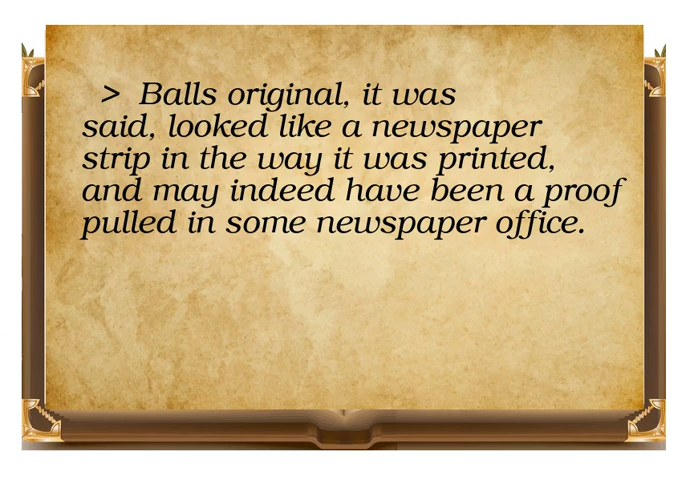 > Balls original, it was
said, looked like a newspaper
strip in the way it was printed,
and may indeed have been a proof
pulled in some newspaper office.